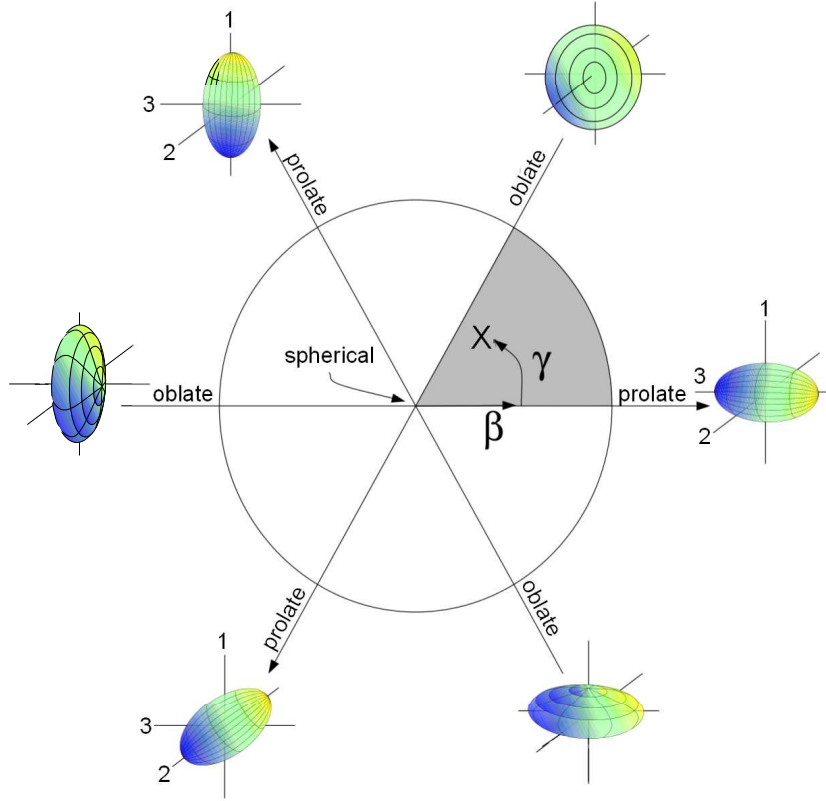 1
3
2
prolate
oblate
spherical
X
γ
β
oblate
prolate
1
3
2
prolate
oblate
1
3
2